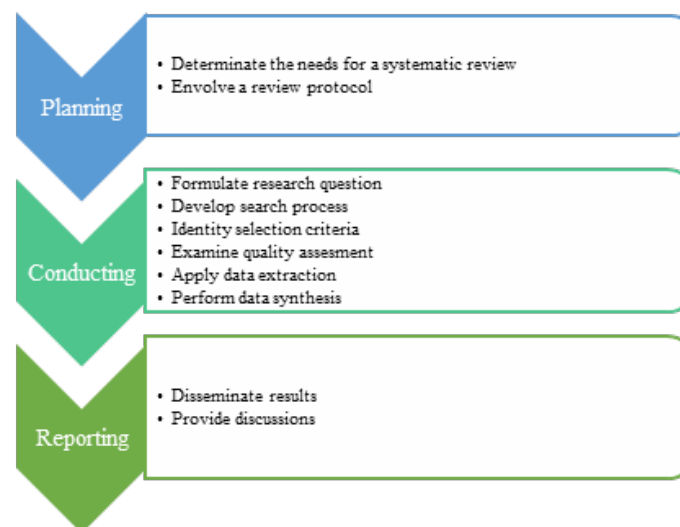 Planning
• Determinate the needs for a systematic review
• Envolve a review protocol
Conducting
• Formulate research question
• Develop search process
• Identity selection criteria
• Examine quality assesment
• Apply data extraction
• Perform data synthesis
Reporting
• Disseminate results
• Provide discussions